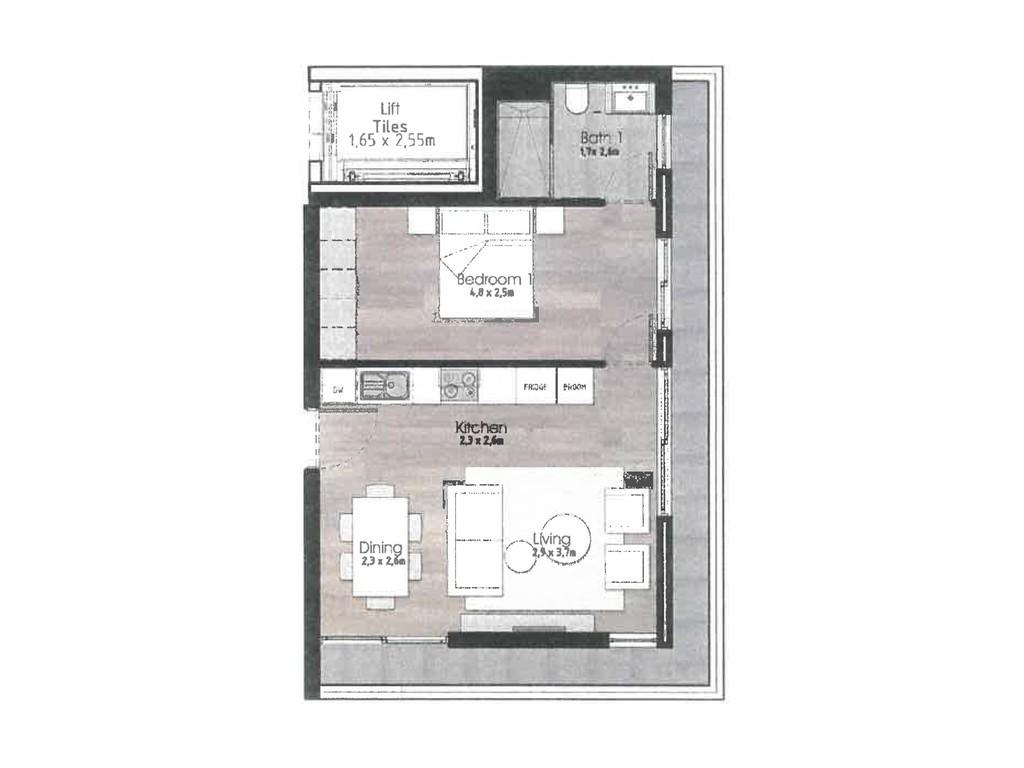 Lift
Tiles
1,65 x 2,55m
Bath 1
1,7x 2,6m
Bedroom 1
4,8 x 2,5m
DW
FRIDGE
BROOM
Kitchen
2,3 x 2,6m
Dining
2,3 x 2,6m
Living
2,9 x 3,7m